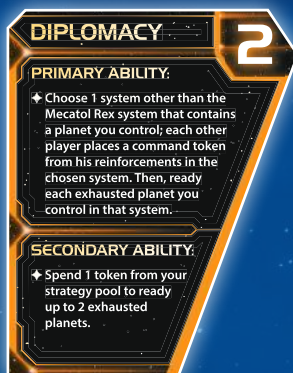 DIPLOMACY
2
PRIMARY ABILITY:
✦ Choose 1 system other than the
Mecatol Rex system that contains
a planet you control; each other
player places a command token
from his reinforcements in the
chosen system. Then, ready
each exhausted planet you
control in that system.
SECONDARY ABILITY:
✦ Spend 1 token from your
strategy pool to ready
up to 2 exhausted
planets.